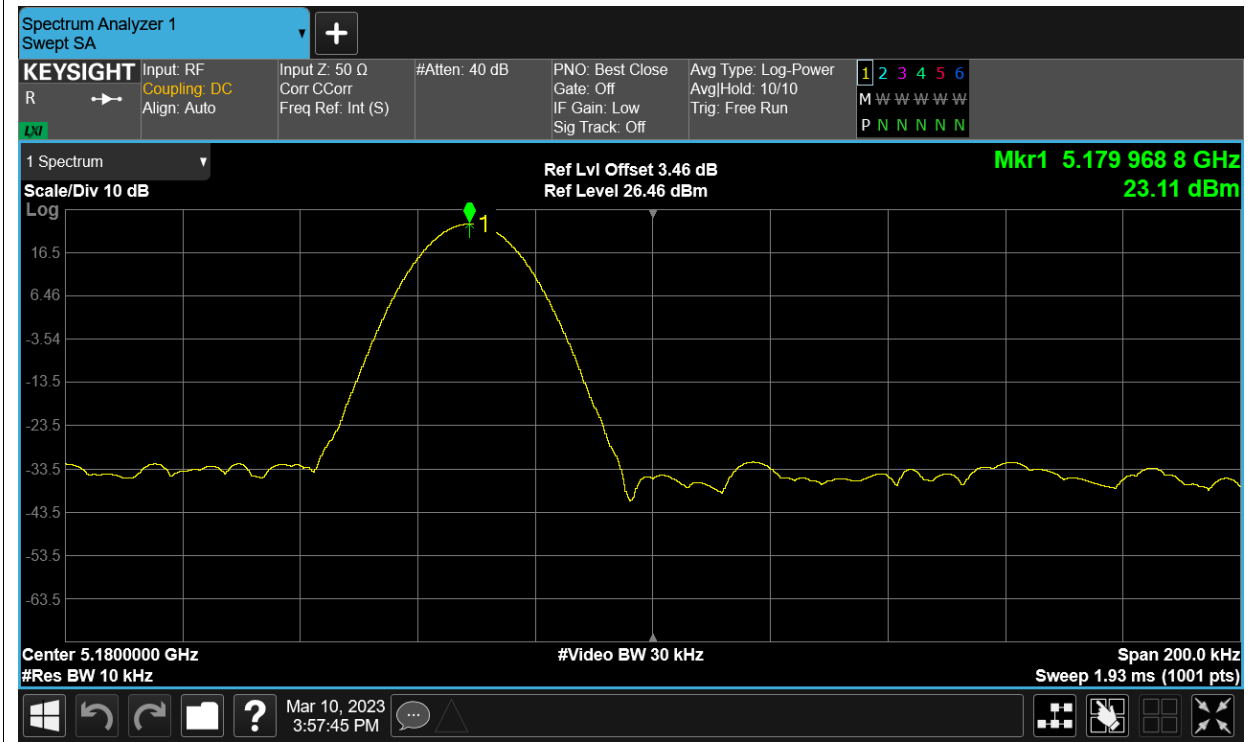 Spectrum Analyzer 1
Swept SA
KEYSIGHT
R
LXI
Input: RF
Coupling: DC
Align: Auto
Input Z: 50 Ω
Corr CCorr
Freq Ref: Int (S)
#Atten: 40 dB
PNO: Best Close
Gate: Off
IF Gain: Low
Sig Track: Off
Avg Type: Log-Power
Avg|Hold: 10/10
Trig: Free Run
1 2 3 4 5 6
M W W W W W
P N N N N N
1 Spectrum
Scale/Div 10 dB
Log
Ref Lvl Offset 3.46 dB
Ref Level 26.46 dBm
Mkr1 5.179 968 8 GHz
23.11 dBm
1
16.5
6.46
-3.54
-13.5
-23.5
-33.5
-43.5
-53.5
-63.5
Center 5.1800000 GHz
#Res BW 10 kHz
#Video BW 30 kHz
Span 200.0 kHz
Sweep 1.93 ms (1001 pts)
?
Mar 10, 2023
3:57:45 PM